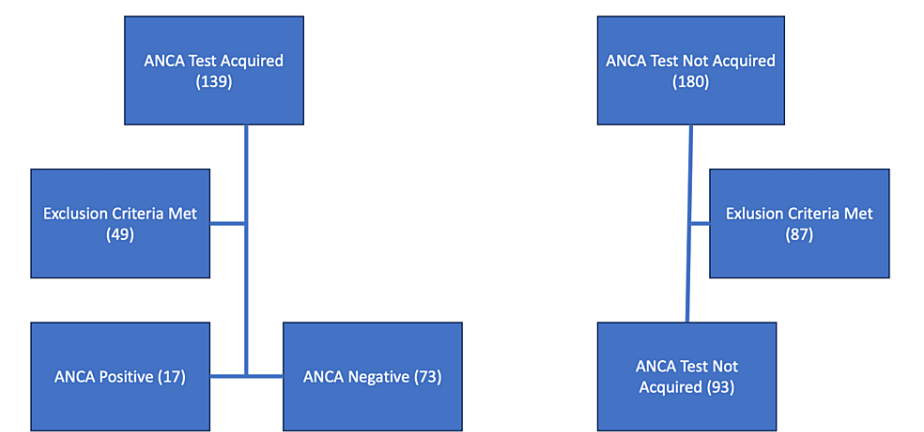 ANCA Test Acquired
(139)
ANCA Test Not Acquired
(180)
Exclusion Criteria Met
(49)
Exlusion Criteria Met
(87)
ANCA Positive (17)
ANCA Negative (73)
ANCA Test Not
Acquired (93)